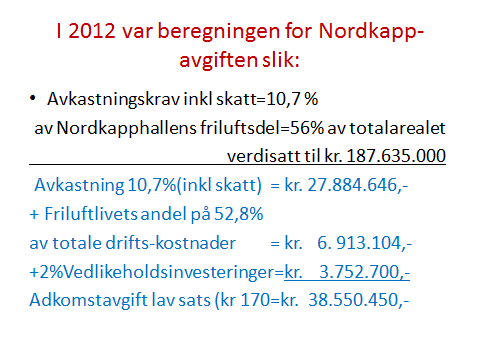 I 2012 var beregningen for Nordkapp-
avgiften slik:
• Avkastningskrav inkl skatt=10,7 %
av Nordkapphallens friluftsdel=56% av totalarealet
verdisatt til kr. 187.635.000
Avkastning 10,7%(inkl skatt) = kr. 27.884.646,-
+ Friluftlivets andel på 52,8%
av totale drifts-kostnader = kr. 6. 913.104,-
+2%Vedlikeholdsinvesteringer=kr. 3.752.700,-
Adkomstavgift lav sats (kr 170=kr. 38.550.450,-